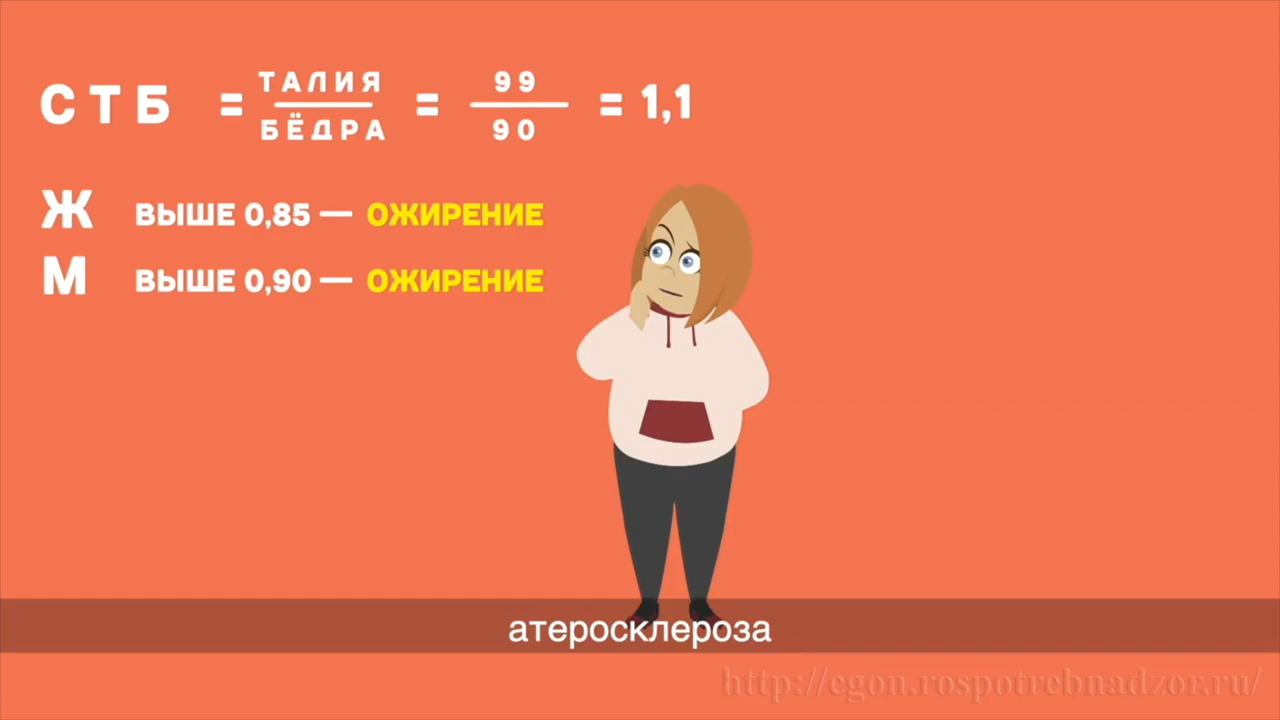 СТБ = ТАЛИЯ / БЁДРА = 99 / 90 = 1,1
Ж ВЫШЕ 0,85 — ОЖИРЕНИЕ
М ВЫШЕ 0,90 — ОЖИРЕНИЕ
атеросклероза
http://cgon.rospotrebnadzor.ru/